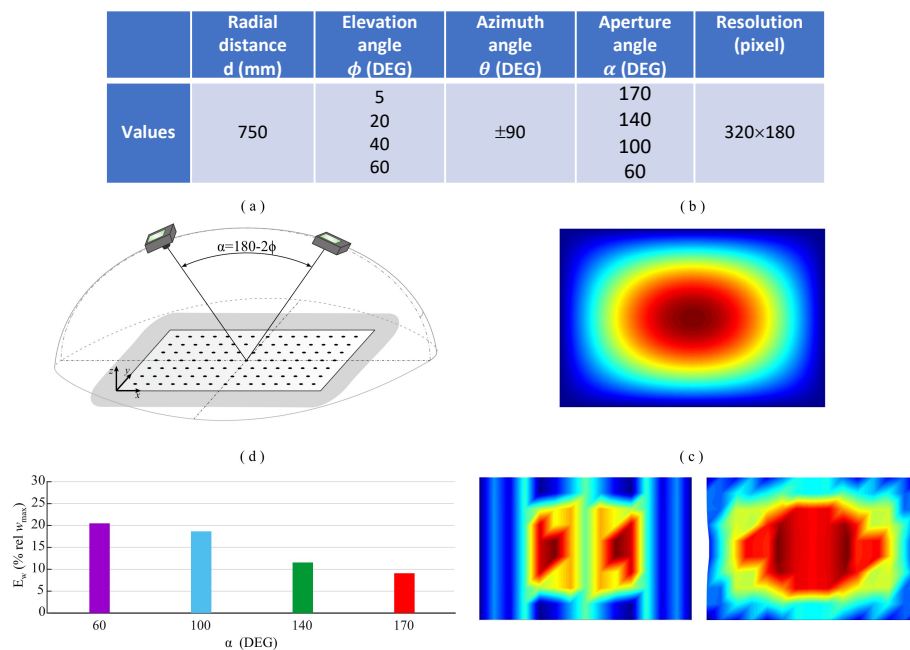 Radial distance d (mm)
Elevation angle ϕ (DEG)
Azimuth angle θ (DEG)
Aperture angle α (DEG)
Resolution (pixel)
Values
750
5
20
40
60
±90
170
140
100
60
320×180
( a )
( b )
α=180-2ϕ
z
y
x
( d )
( c )
30
25
20
15
10
5
0
E_w (% rel w_max)
60
100
140
170
α (DEG)